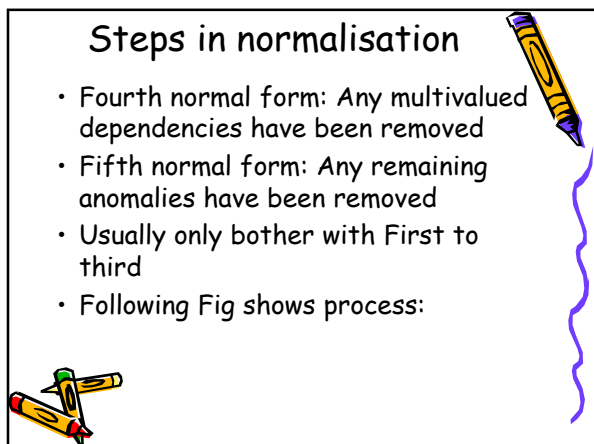 Steps in normalisation
• Fourth normal form: Any multivalued
dependencies have been removed
• Fifth normal form: Any remaining
anomalies have been removed
• Usually only bother with First to
third
• Following Fig shows process: